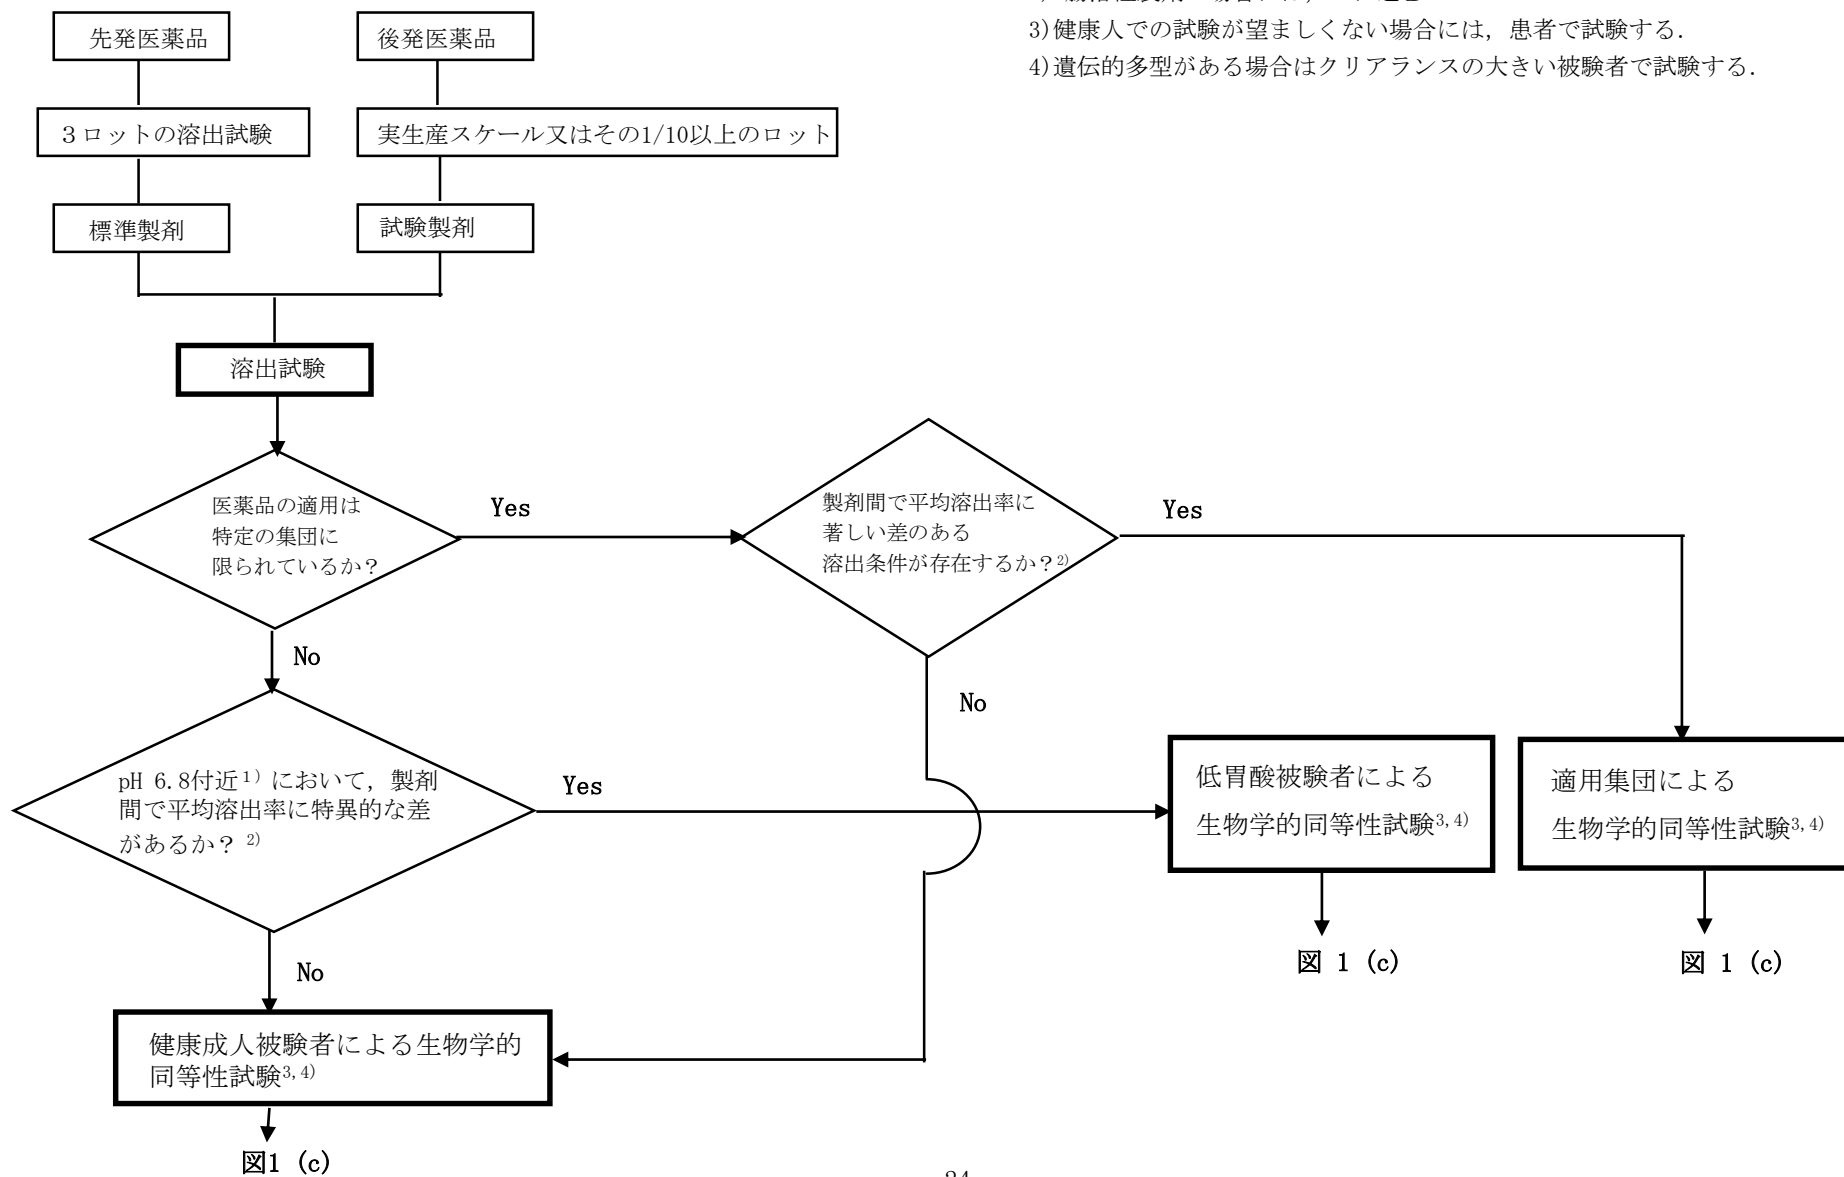 3)健康人での試験が望ましくない場合には，患者で試験する．
4)遺伝的多型がある場合はクリアランスの大きい被験者で試験する．
先発医薬品
後発医薬品
３ロットの溶出試験
実生産スケール又はその1/10以上のロット
標準製剤
試験製剤
溶出試験
医薬品の適用は
特定の集団に
限られているか？
Yes
製剤間で平均溶出率に
著しい差のある
溶出条件が存在するか？2)
Yes
No
No
pH 6.8付近1) において，製剤
間で平均溶出率に特異的な差
があるか？ 2)
Yes
低胃酸被験者による
生物学的同等性試験3,4)
適用集団による
生物学的同等性試験3,4)
図 1 (c)
図 1 (c)
No
健康成人被験者による生物学的
同等性試験3,4)
図1 (c)